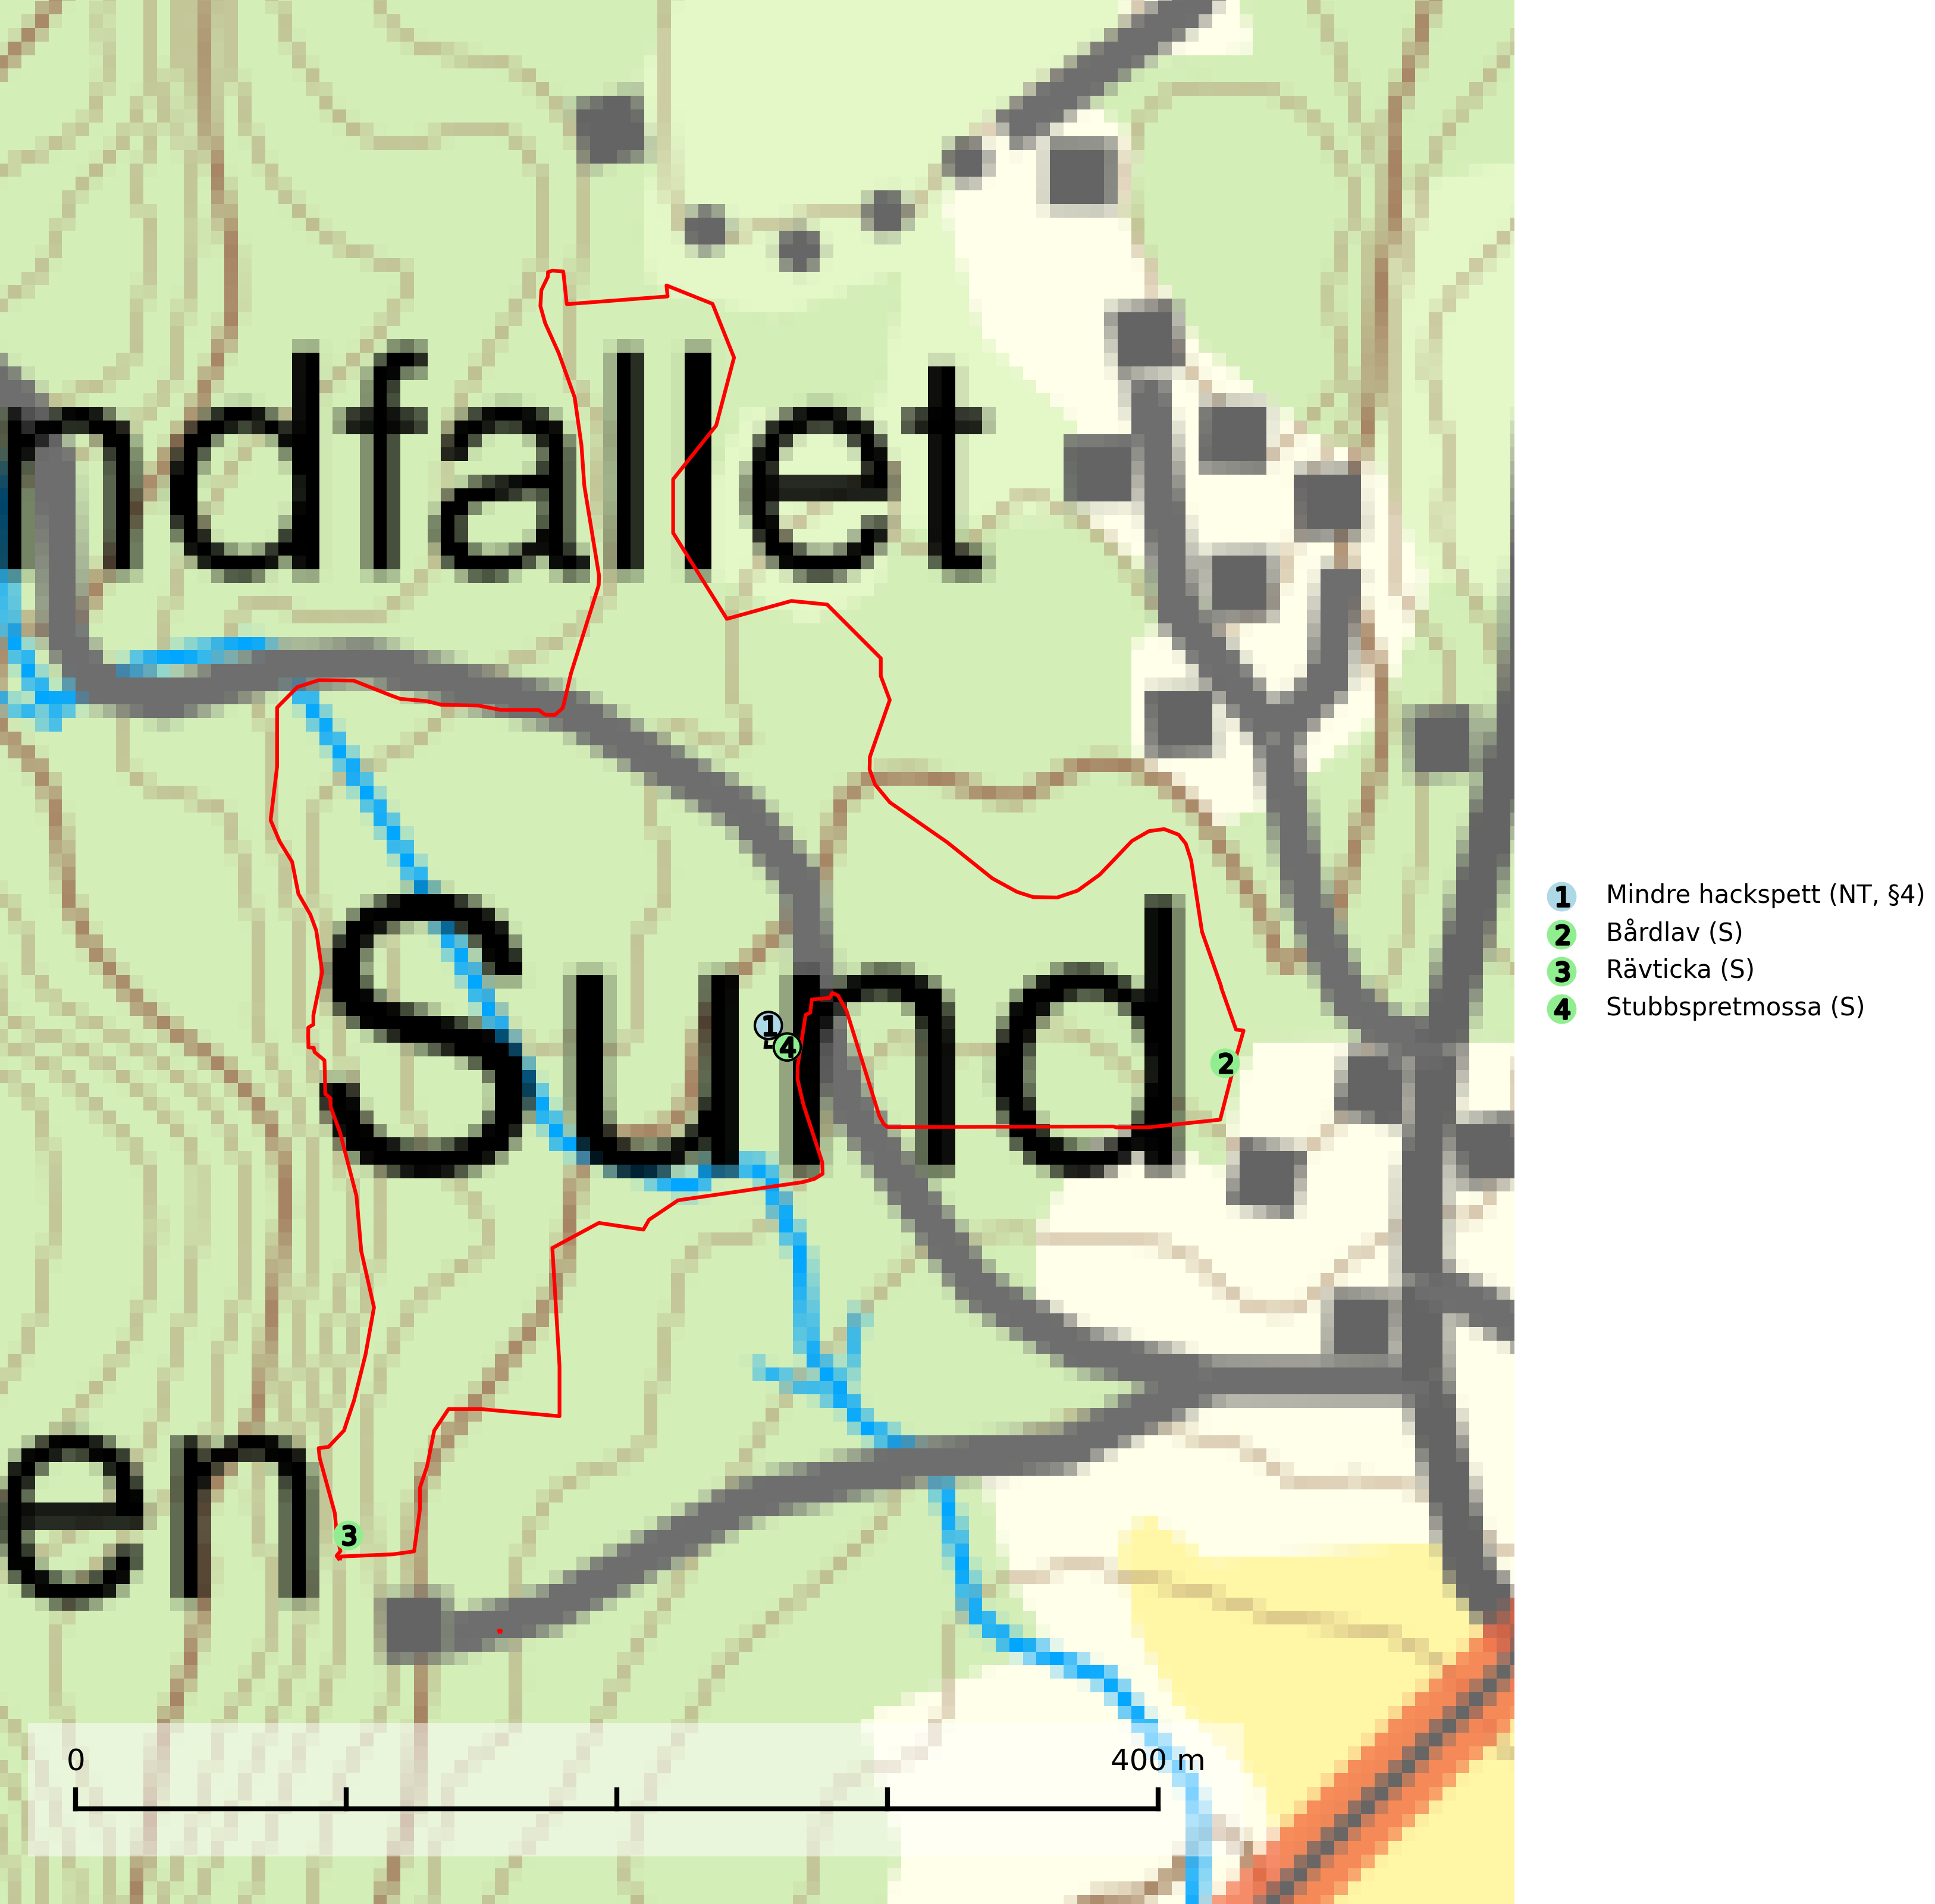 ndfallet
Sund
1
4
2
en
3
0
400 m
1 Mindre hackspett (NT, §4)
2 Bårdlav (S)
3 Rävticka (S)
4 Stubbspretmossa (S)